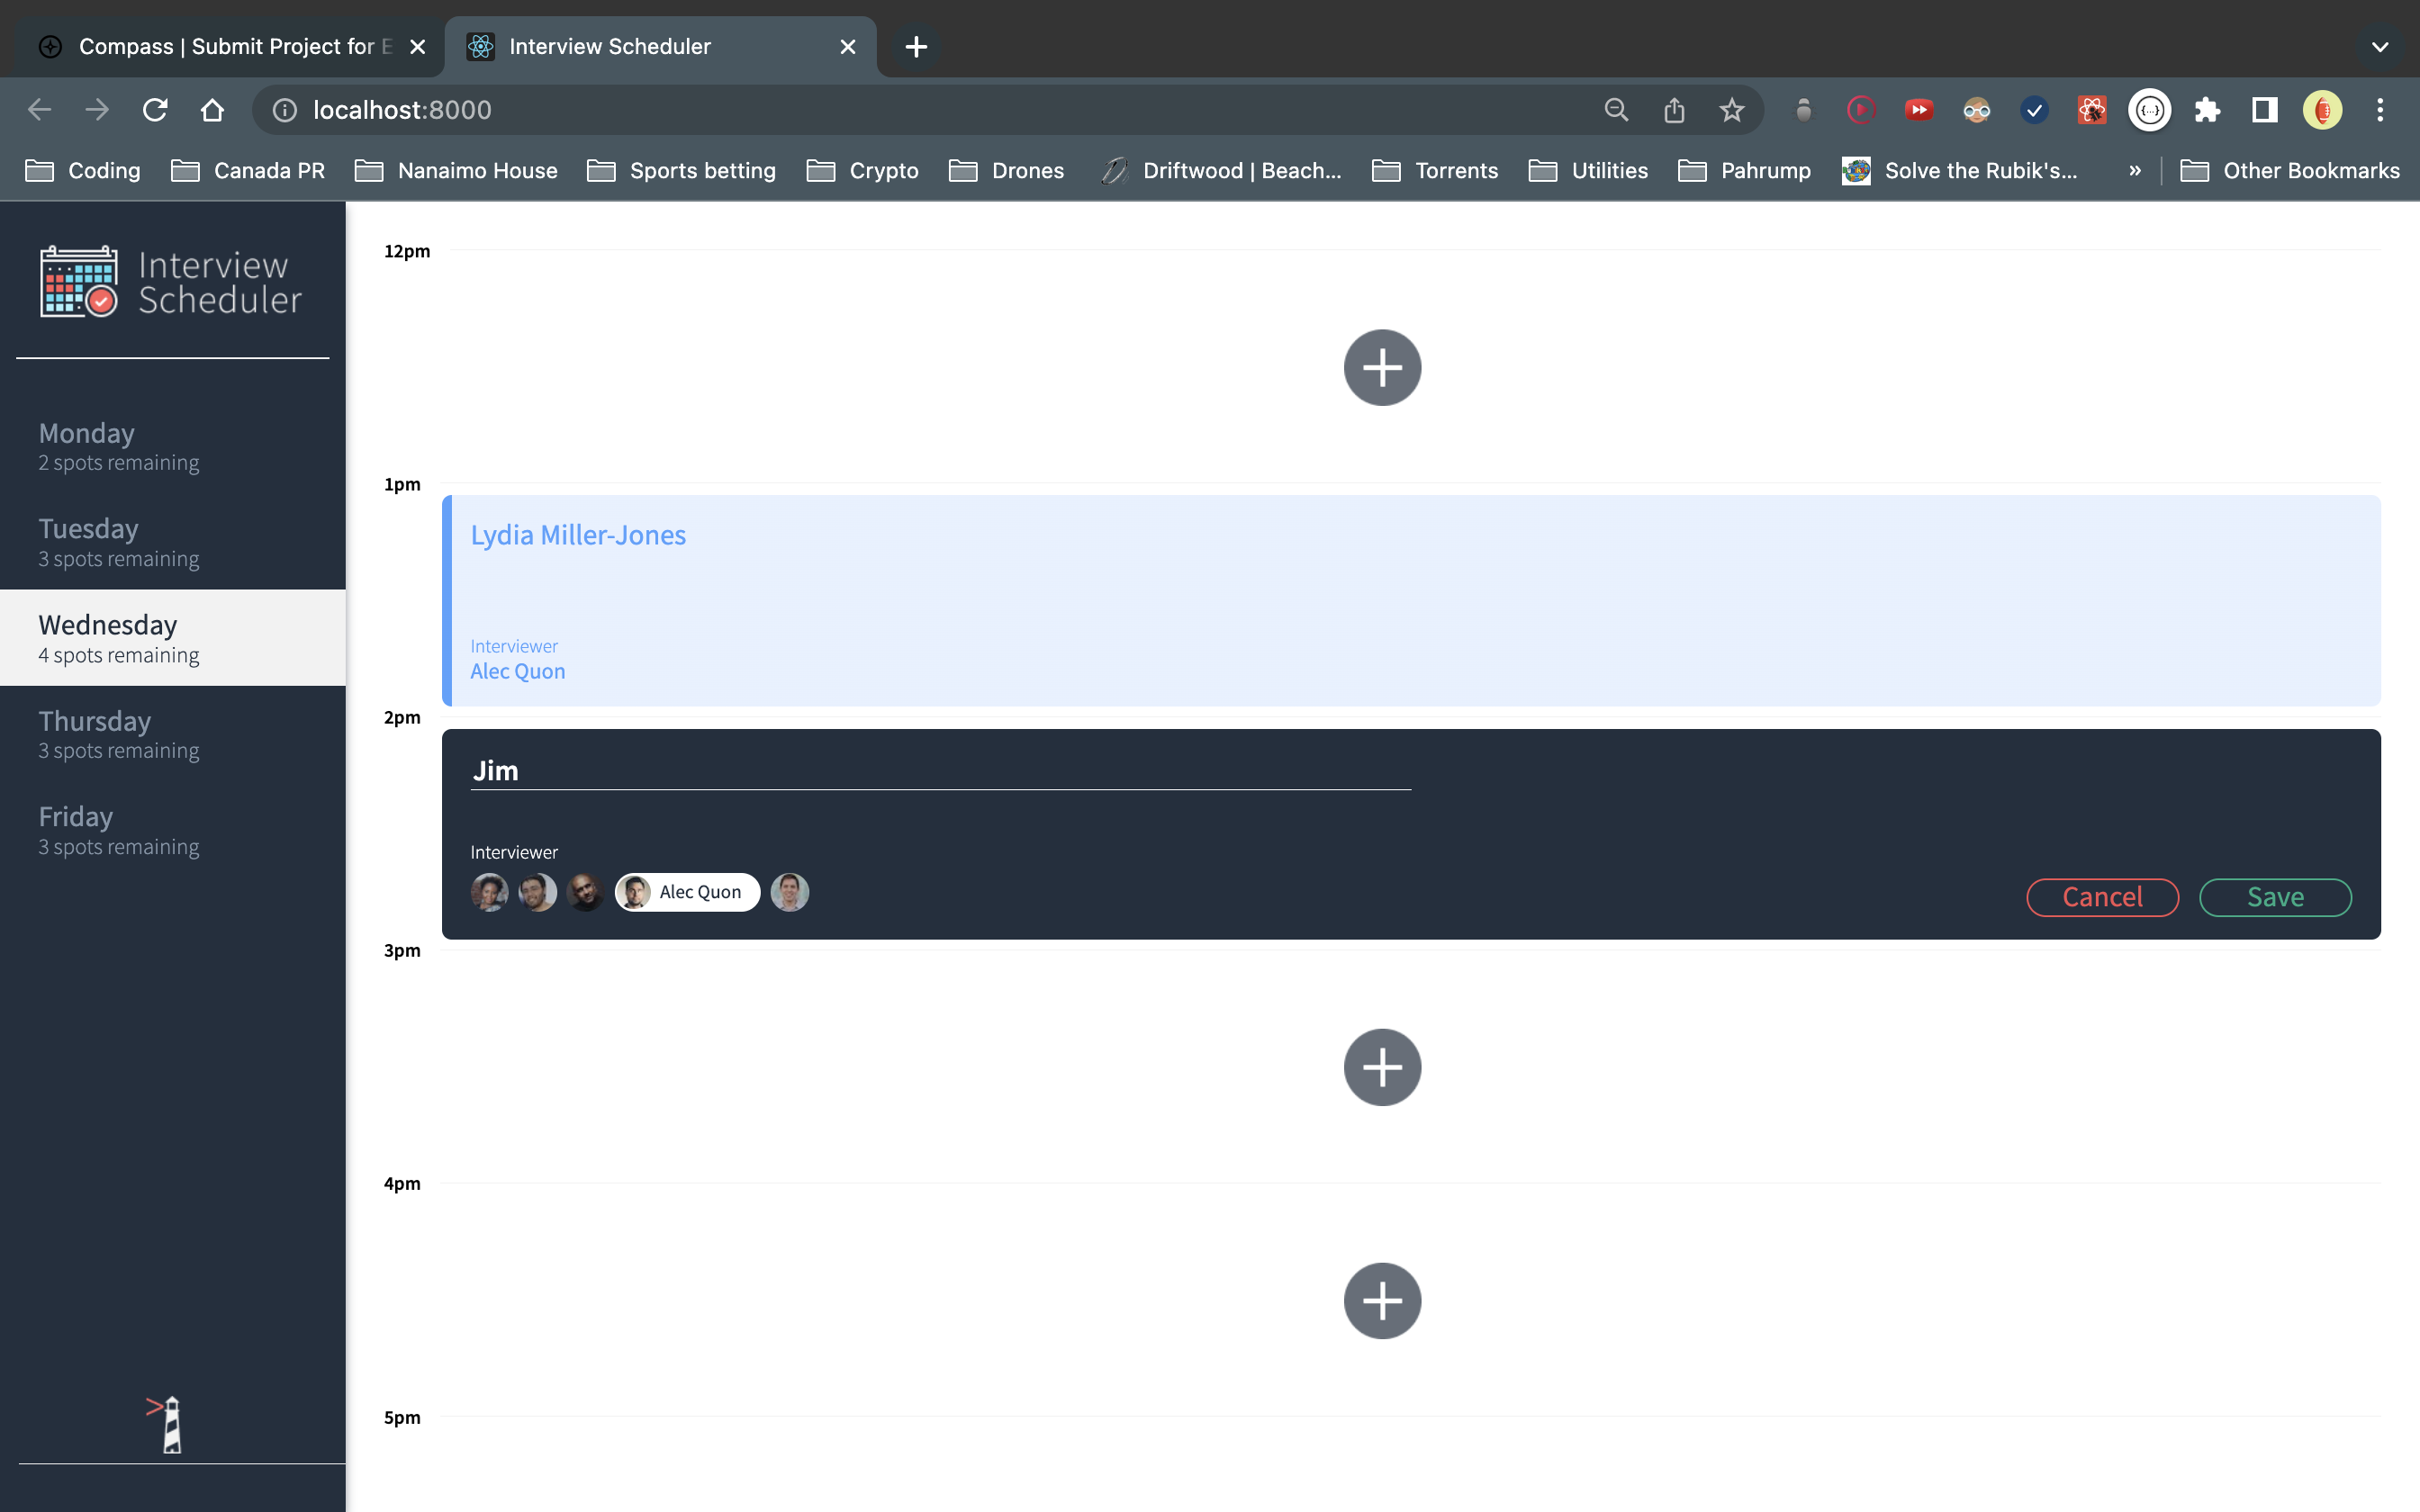 Compass | Submit Project for E
Interview Scheduler
localhost:8000
Coding
Canada PR
Nanaimo House
Sports betting
Crypto
Drones
Driftwood | Beach...
Torrents
Utilities
Pahrump
Solve the Rubik's...
»
Other Bookmarks
Interview
Scheduler
Monday
2 spots remaining
Tuesday
3 spots remaining
Wednesday
4 spots remaining
Thursday
3 spots remaining
Friday
3 spots remaining
12pm
1pm
Lydia Miller-Jones
Interviewer
Alec Quon
2pm
Jim
Interviewer
Alec Quon
Cancel
Save
3pm
4pm
5pm